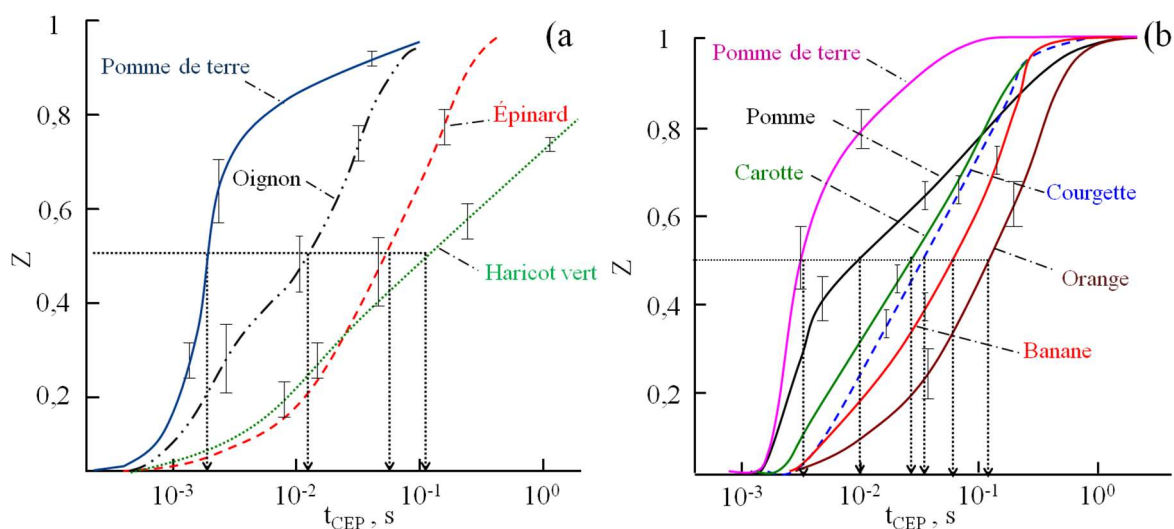 (a
1
0,8
0,6
0,4
0,2
Z
Pomme de terre
Oignon
Épinard
Haricot vert
10⁻³
10⁻²
10⁻¹
10⁰
t_CEP , s
(b
1
0,8
0,6
0,4
0,2
Z
Pomme de terre
Pomme
Carotte
Courgette
Orange
Banane
10⁻³
10⁻²
10⁻¹
10⁰
t_CEP , s